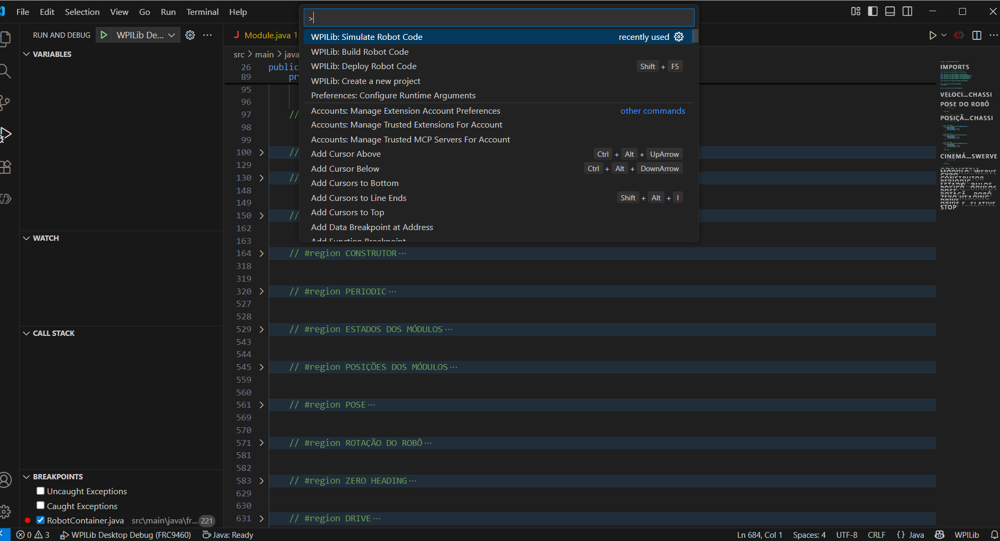 File Edit Selection View Go Run Terminal Help
>
RUN AND DEBUG WPILib De...
Module.java 1
WPILib: Simulate Robot Code recently used
WPILib: Build Robot Code
WPILib: Deploy Robot Code Shift + F5
WPILib: Create a new project
Preferences: Configure Runtime Arguments
Accounts: Manage Extension Account Preferences other commands
Accounts: Manage Trusted Extensions For Account
Accounts: Manage Trusted MCP Servers For Account
Add Cursor Above Ctrl + Alt + UpArrow
Add Cursor Below Ctrl + Alt + DownArrow
Add Cursors to Bottom
Add Cursors to Line Ends Shift + Alt + I
Add Cursors to Top
Add Data Breakpoint at Address
Add Function Breakpoint
VARIABLES
WATCH
CALL STACK
BREAKPOINTS
Uncaught Exceptions
Caught Exceptions
RobotContainer.java src\main\java\fr... 221
src > main > java
26 public
89 pr
95
96
97 //
98
99
100 //
129
130 //
148
149
150 //
162
163
164 // #region CONSTRUTOR ...
318
319
320 // #region PERIODIC ...
527
528
529 // #region ESTADOS DOS MÓDULOS ...
543
544
545 // #region POSIÇÕES DOS MÓDULOS ...
559
560
561 // #region POSE ...
569
570
571 // #region ROTAÇÃO DO ROBÔ ...
581
582
583 // #region ZERO HEADING ...
629
630
631 // #region DRIVE ...
IMPORTS
VELOCI...CHASSI
POSE DO ROBÔ
POSIÇÃ...CHASSI
CINEMÁ...SWERVE
STOP
0 3 WPILib Desktop Debug (FRC9460) Java: Ready Ln 684, Col 1 Spaces: 4 UTF-8 CRLF {} Java WPILib